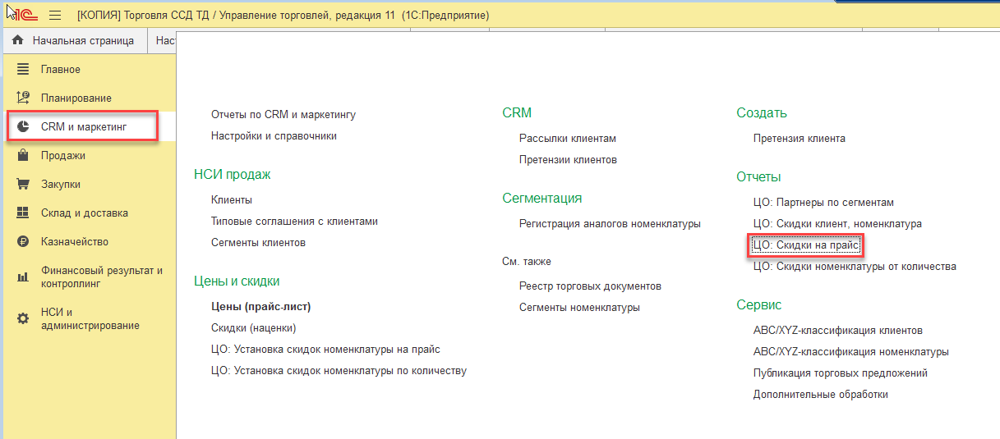 1С [КОПИЯ] Торговля ССД ТД / Управление торговлей, редакция 11 (1С:Предприятие)
Начальная страница
Нас
Главное
Планирование
CRM и маркетинг
Продажи
Закупки
Склад и доставка
Казначейство
Финансовый результат и
контроллинг
НСИ и
администрирование
Отчеты по CRM и маркетингу
Настройки и справочники
НСИ продаж
Клиенты
Типовые соглашения с клиентами
Сегменты клиентов
Цены и скидки
Цены (прайс-лист)
Скидки (наценки)
ЦО: Установка скидок номенклатуры на прайс
ЦО: Установка скидок номенклатуры по количеству
CRM
Рассылки клиентам
Претензии клиентов
Сегментация
Регистрация аналогов номенклатуры
См. также
Реестр торговых документов
Сегменты номенклатуры
Создать
Претензия клиента
Отчеты
ЦО: Партнеры по сегментам
ЦО: Скидки клиент, номенклатура
ЦО: Скидки на прайс
ЦО: Скидки номенклатуры от количества
Сервис
ABC/XYZ-классификация клиентов
ABC/XYZ-классификация номенклатуры
Публикация торговых предложений
Дополнительные обработки